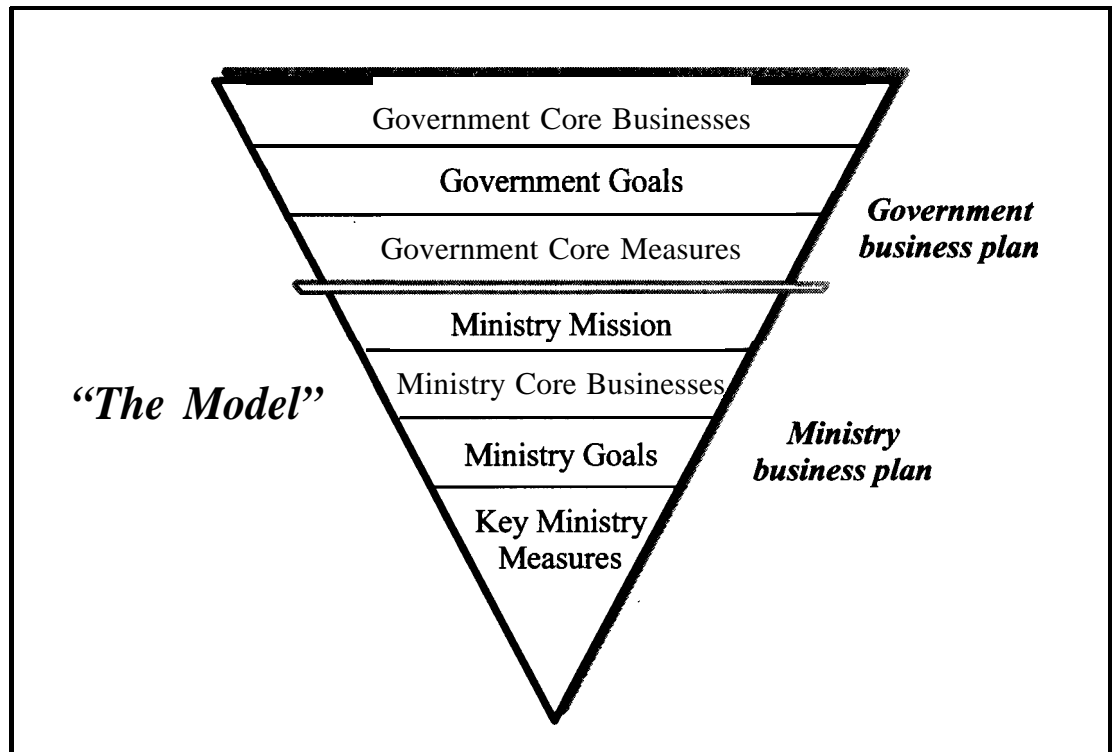 Government Core Businesses
Government Goals
Government Core Measures
Government
business plan
Ministry Mission
Ministry Core Businesses
“The Model”
Ministry Goals
Ministry
business plan
Key Ministry
Measures